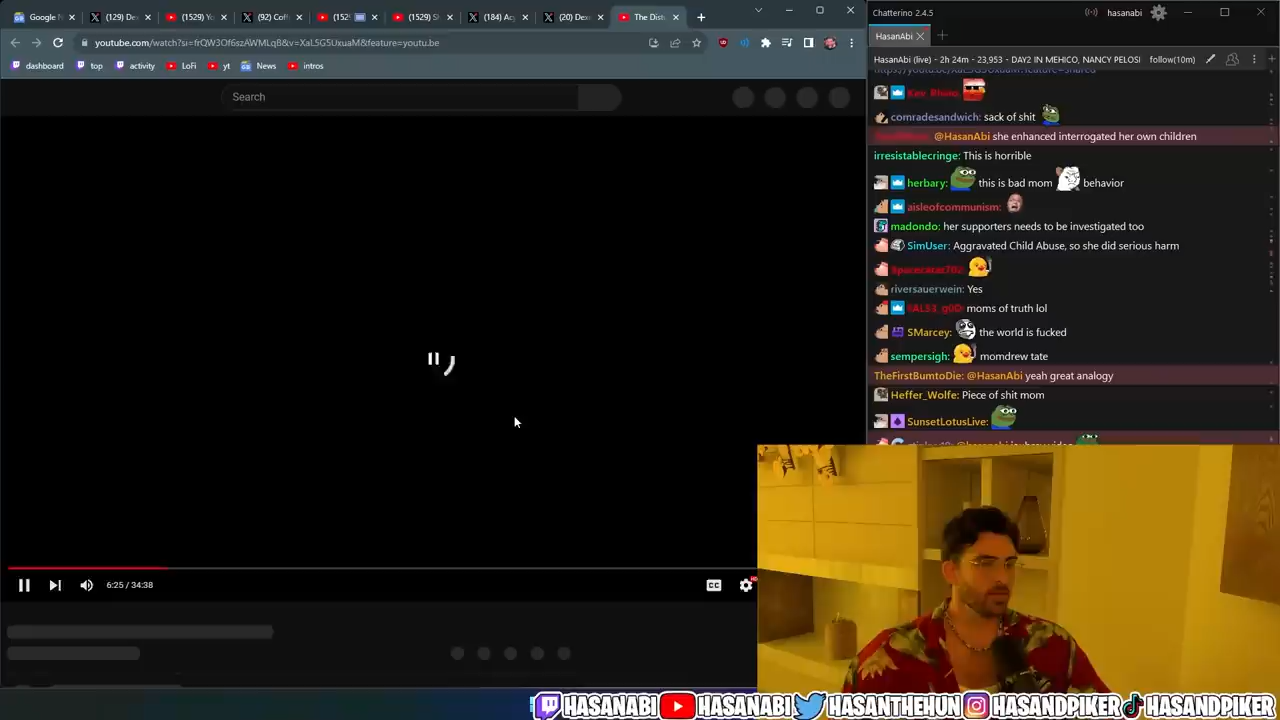 Google N
(129) Dex
(1529) Yo
(92) Coff
(1529
(1529) Sh
(184) Acy
(20) Dexe
The Dist
youtube.com/watch?si=frQW3Of6szAWMLqB&v=XaL5G5UxuaM&feature=youtu.be
dashboard
top
activity
LoFi
yt
News
intros
Search
6:25 / 34:38
CC
HD
Chatterino 2.4.5
hasanabi
HasanAbi
HasanAbi (live) - 2h 24m - 23,953 - DAY2 IN MEHICO, NANCY PELOSI
follow(10m)
comradesandwich: sack of shit
@HasanAbi she enhanced interrogated her own children
irresistablecringe: This is horrible
herbary: this is bad mom behavior
aisleofcommunism:
madondo: her supporters needs to be investigated too
SimUser: Aggravated Child Abuse, so she did serious harm
riversauerwein: Yes
moms of truth lol
SMarcey: the world is fucked
sempersigh: momdrew tate
TheFirstBumtoDie: @HasanAbi yeah great analogy
Heffer_Wolfe: Piece of shit mom
SunsetLotusLive:
HASANABI
HASANABI
HASANTHEHUN
HASANDPIKER
HASANDPIKER